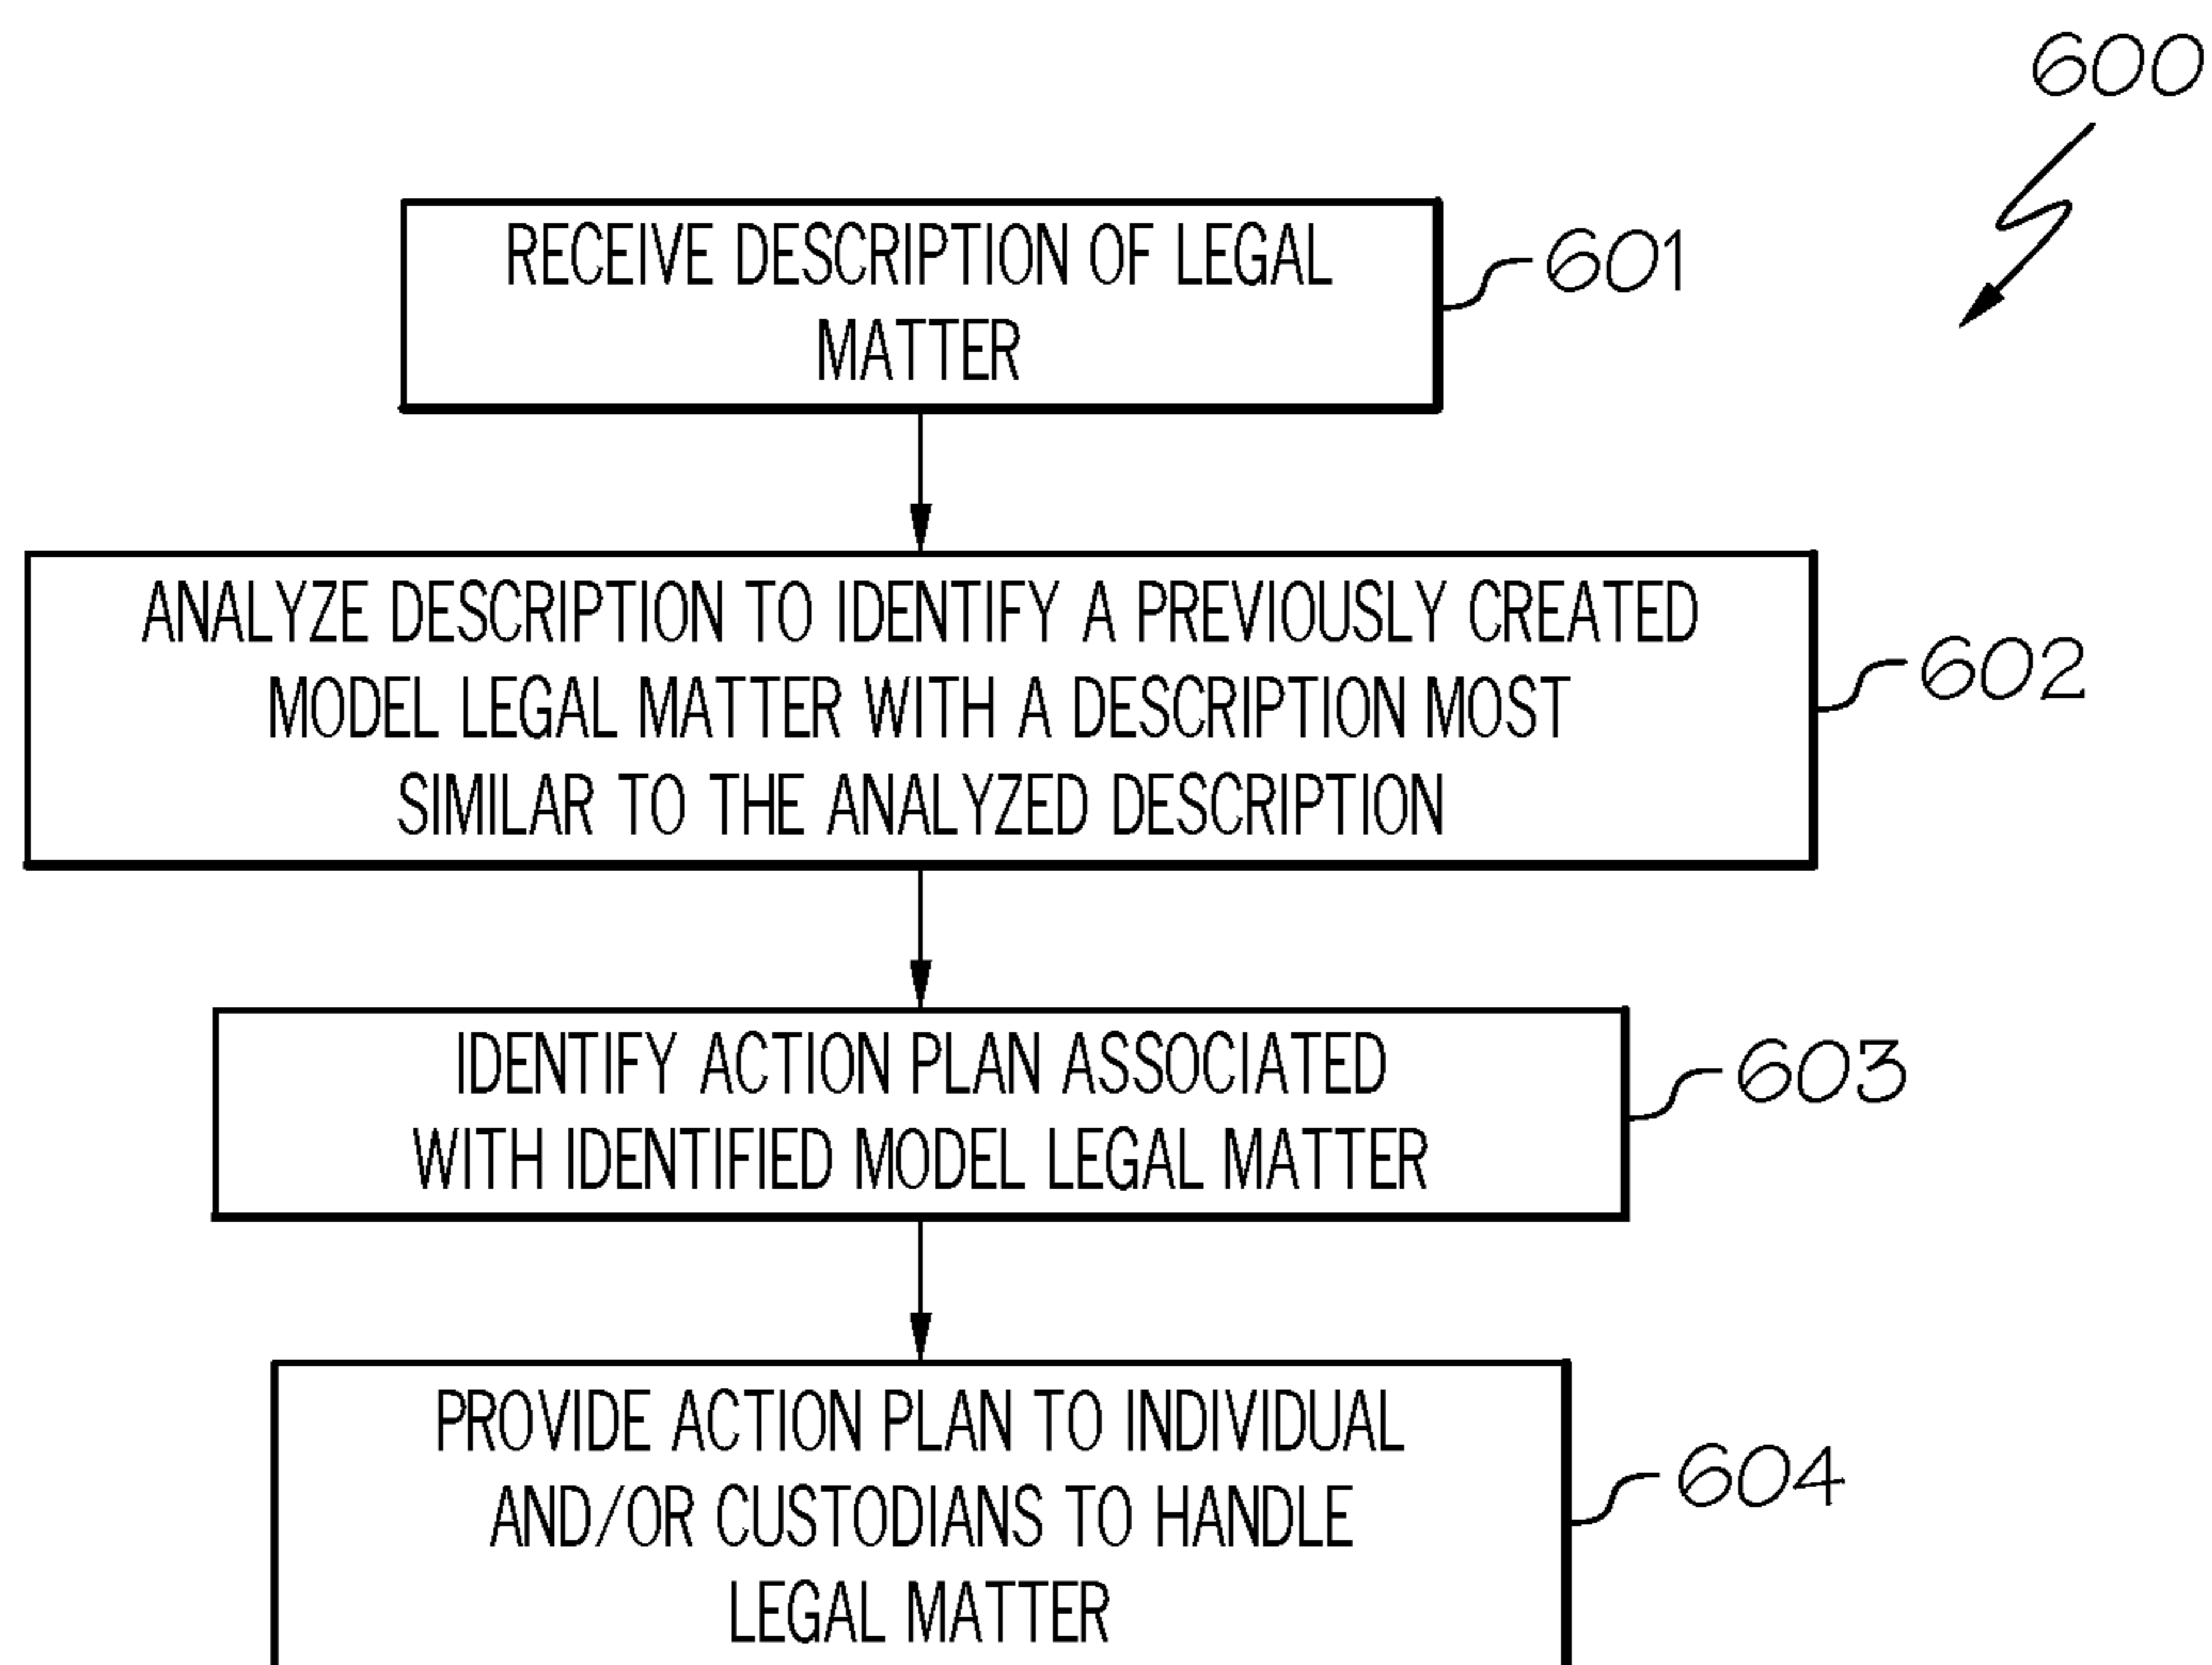 600
RECEIVE DESCRIPTION OF LEGAL
MATTER
601
ANALYZE DESCRIPTION TO IDENTIFY A PREVIOUSLY CREATED
MODEL LEGAL MATTER WITH A DESCRIPTION MOST
SIMILAR TO THE ANALYZED DESCRIPTION
602
IDENTIFY ACTION PLAN ASSOCIATED
WITH IDENTIFIED MODEL LEGAL MATTER
603
PROVIDE ACTION PLAN TO INDIVIDUAL
AND/OR CUSTODIANS TO HANDLE
LEGAL MATTER
604